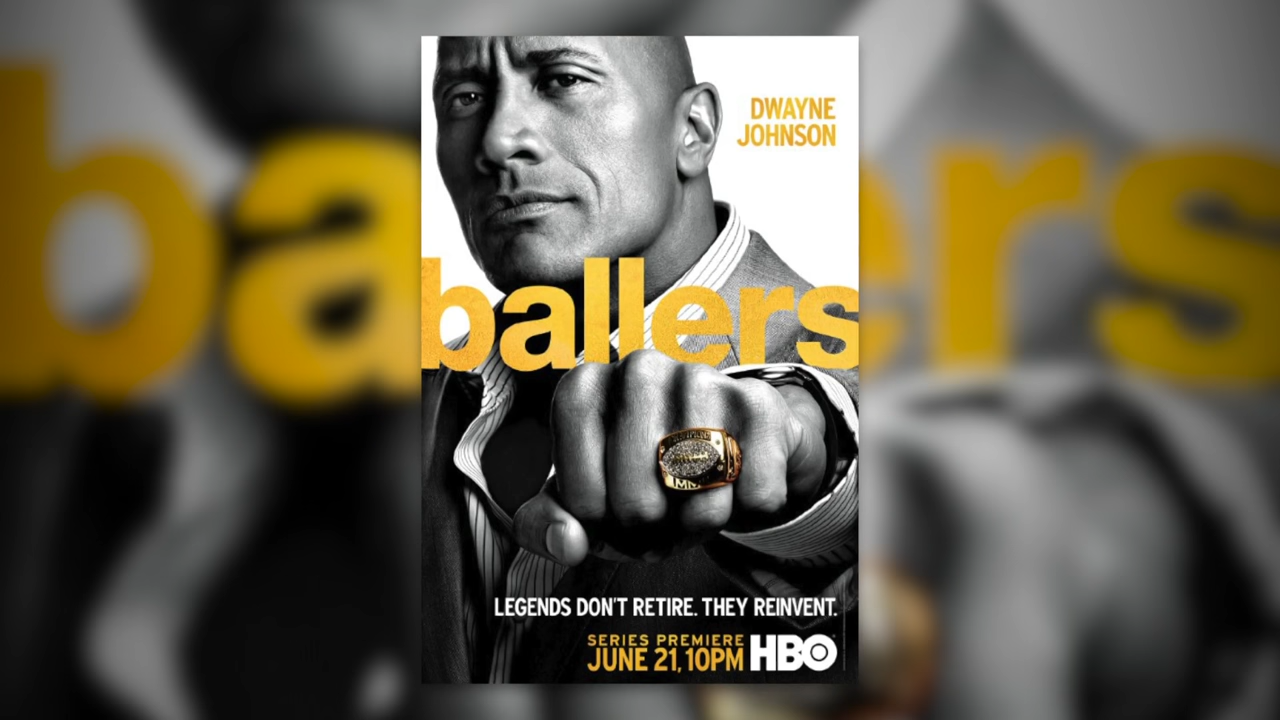 DWAYNE
JOHNSON
ballers
LEGENDS DON'T RETIRE. THEY REINVENT.
SERIES PREMIERE
JUNE 21, 10PM HBO